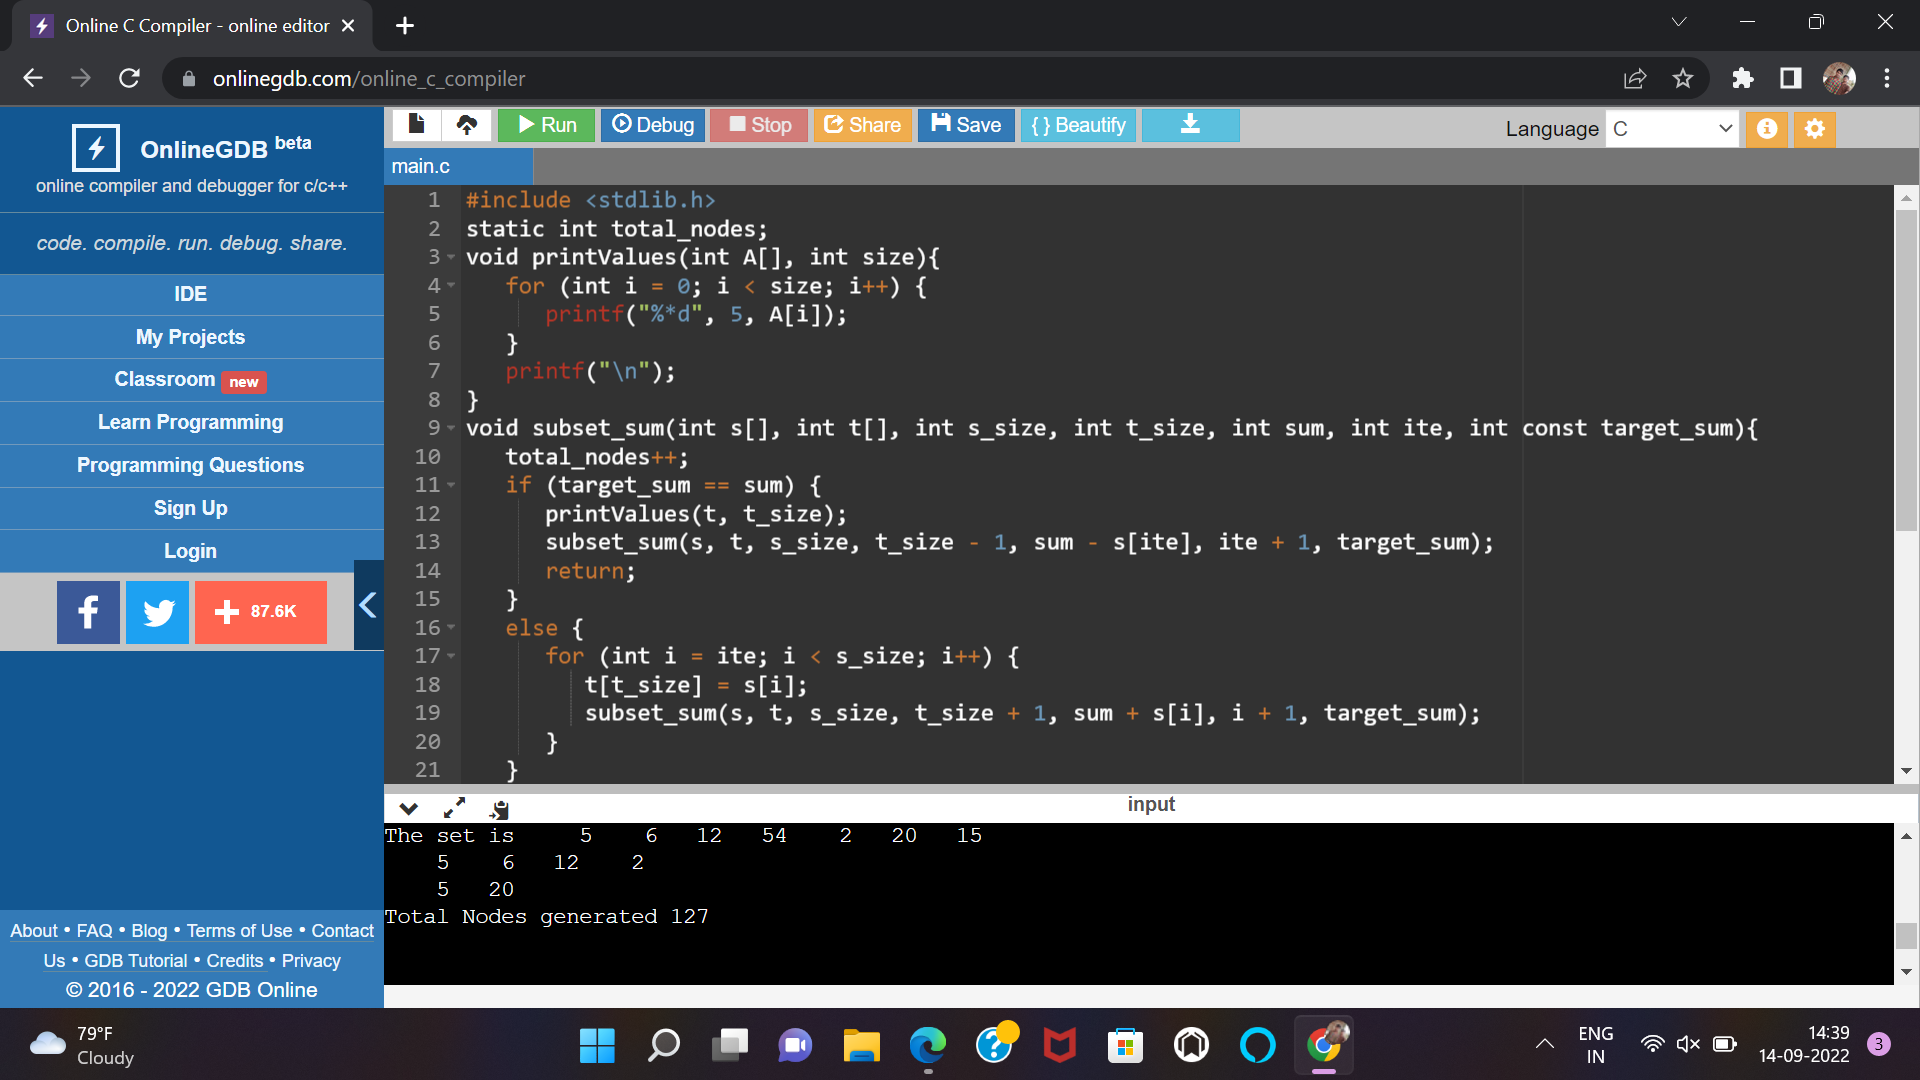 Online C Compiler - online editor
onlinegdb.com/online_c_compiler
OnlineGDB beta
online compiler and debugger for c/c++
code. compile. run. debug. share.
IDE
My Projects
Classroom new
Learn Programming
Programming Questions
Sign Up
Login
f
87.6K
About • FAQ • Blog • Terms of Use • Contact
Us • GDB Tutorial • Credits • Privacy
© 2016 - 2022 GDB Online
Run Debug Stop Share Save { } Beautify
Language C
main.c
1 #include <stdlib.h>
2 static int total_nodes;
3 void printValues(int A[], int size){
4 for (int i = 0; i < size; i++) {
5 printf("%*d", 5, A[i]);
6 }
7 printf("\n");
8 }
9 void subset_sum(int s[], int t[], int s_size, int t_size, int sum, int ite, int const target_sum){
10 total_nodes++;
11 if (target_sum == sum) {
12 printValues(t, t_size);
13 subset_sum(s, t, s_size, t_size - 1, sum - s[ite], ite + 1, target_sum);
14 return;
15 }
16 else {
17 for (int i = ite; i < s_size; i++) {
18 t[t_size] = s[i];
19 subset_sum(s, t, s_size, t_size + 1, sum + s[i], i + 1, target_sum);
20 }
21 }
input
The set is 5 6 12 54 2 20 15
5 6 12 2
5 20
Total Nodes generated 127
79°F
Cloudy
ENG
IN
14:39
14-09-2022
3